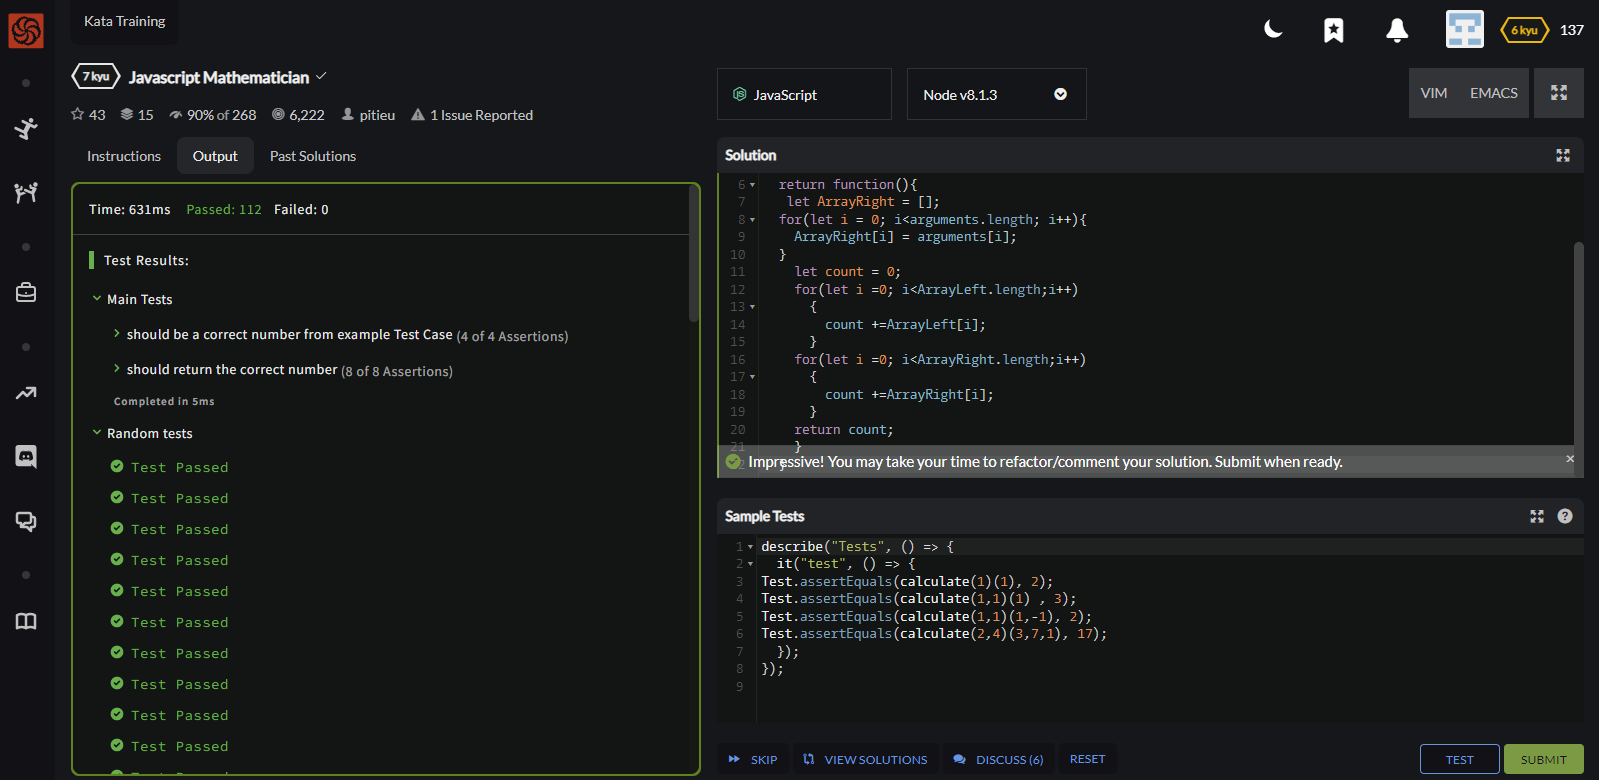 Kata Training
6 kyu 137
7 kyu Javascript Mathematician
43 15 90% of 268 6,222 pitieu 1 Issue Reported
Instructions Output Past Solutions
Time: 631ms Passed: 112 Failed: 0
Test Results:
Main Tests
should be a correct number from example Test Case (4 of 4 Assertions)
should return the correct number (8 of 8 Assertions)
Completed in 5ms
Random tests
Test Passed
Test Passed
Test Passed
Test Passed
Test Passed
Test Passed
Test Passed
Test Passed
Test Passed
Test Passed
JavaScript
Node v8.1.3
VIM EMACS
Solution
6 return function(){
7 let ArrayRight = [];
8 for(let i = 0; i<arguments.length; i++){
9 ArrayRight[i] = arguments[i];
10 }
11 let count = 0;
12 for(let i =0; i<ArrayLeft.length;i++)
13 {
14 count +=ArrayLeft[i];
15 }
16 for(let i =0; i<ArrayRight.length;i++)
17 {
18 count +=ArrayRight[i];
19 }
20 return count;
21 }
Impressive! You may take your time to refactor/comment your solution. Submit when ready. ×
Sample Tests
1 describe("Tests", () => {
2 it("test", () => {
3 Test.assertEquals(calculate(1)(1), 2);
4 Test.assertEquals(calculate(1,1)(1) , 3);
5 Test.assertEquals(calculate(1,1)(1,-1), 2);
6 Test.assertEquals(calculate(2,4)(3,7,1), 17);
7 });
8 });
9
SKIP VIEW SOLUTIONS DISCUSS (6) RESET TEST SUBMIT